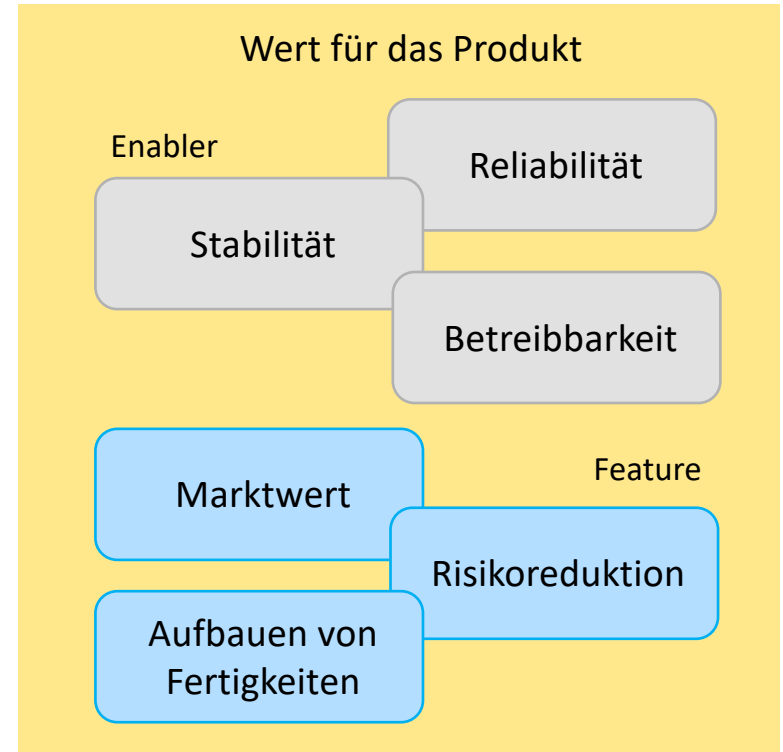 Wert für das Produkt
Enabler
Reliabilität
Stabilität
Betreibbarkeit
Marktwert
Feature
Risikoreduktion
Aufbauen von
Fertigkeiten